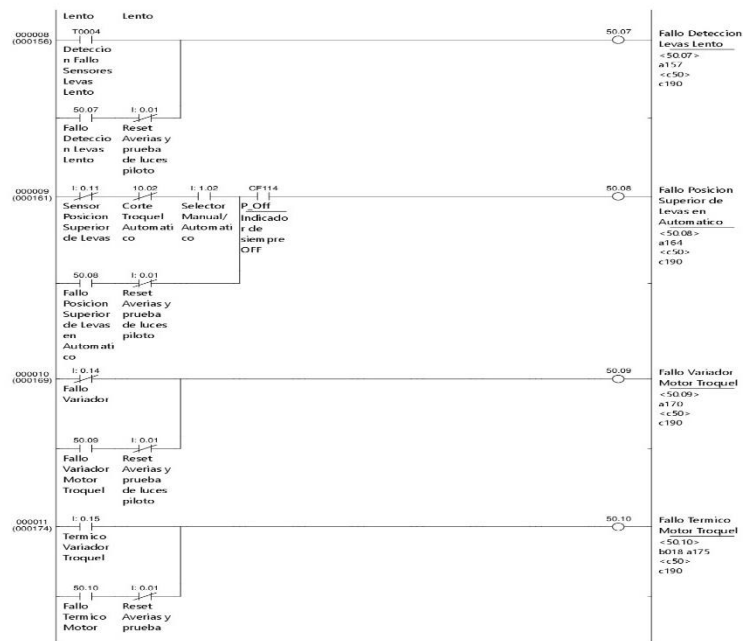 Lento Lento
000008
(000156)
T0004
Deteccio
n Fallo
Sensores
Levas
Lento
50.07
Fallo Deteccion
Levas Lento
<50.07>
a157
<c50>
c190
50.07
Fallo
Deteccio
n Levas
Lento
I: 0.01
Reset
Averias y
prueba
de luces
piloto
000009
(000161)
I: 0.11
Sensor
Posicion
Superior
de Levas
10.02
Corte
Troquel
Automati
co
I: 1.02
Selector
Manual/
Automati
co
CF114
P_Off
Indicado
r de
siempre
OFF
50.08
Fallo Posicion
Superior de
Levas en
Automatico
<50.08>
a164
<c50>
c190
50.08
Fallo
Posicion
Superior
de Levas
en
Automati
co
I: 0.01
Reset
Averias y
prueba
de luces
piloto
000010
(000169)
I: 0.14
Fallo
Variador
50.09
Fallo Variador
Motor Troquel
<50.09>
a170
<c50>
c190
50.09
Fallo
Variador
Motor
Troquel
I: 0.01
Reset
Averias y
prueba
de luces
piloto
000011
(000174)
I: 0.15
Termico
Variador
Troquel
50.10
Fallo Termico
Motor Troquel
<50.10>
b018 a175
<c50>
c190
50.10
Fallo
Termico
Motor
I: 0.01
Reset
Averias y
prueba